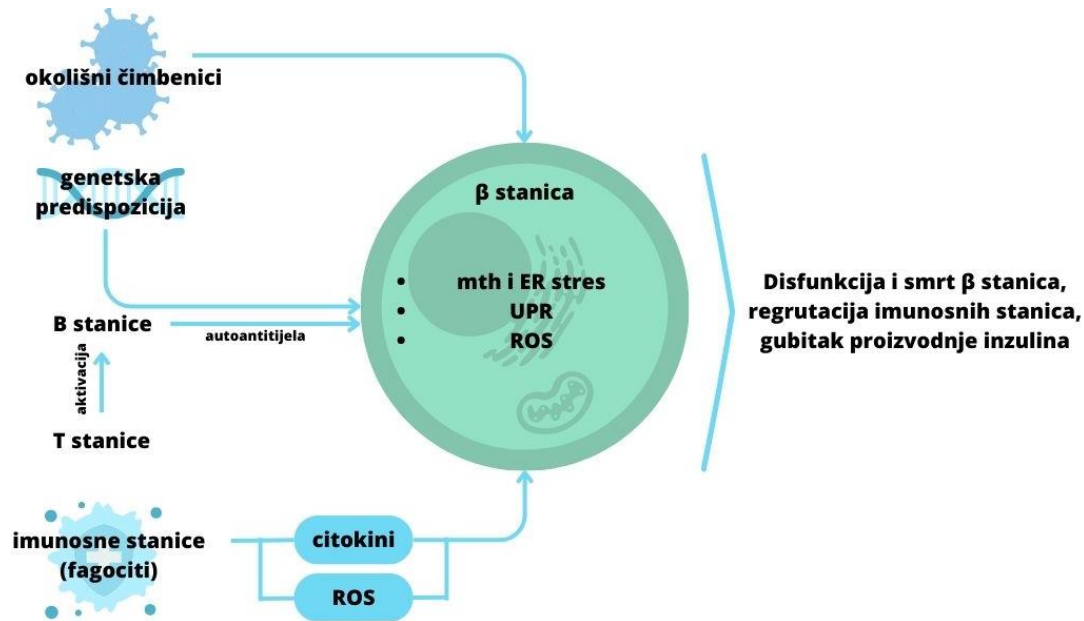 okolišni čimbenici
genetska
predispozicija
B stanice
autoantitijela
aktivacija
T stanice
imunosne stanice
(fagociti)
citokini
ROS
β stanica
• mth i ER stres
• UPR
• ROS
Disfunkcija i smrt β stanica,
regrutacija imunosnih stanica,
gubitak proizvodnje inzulina